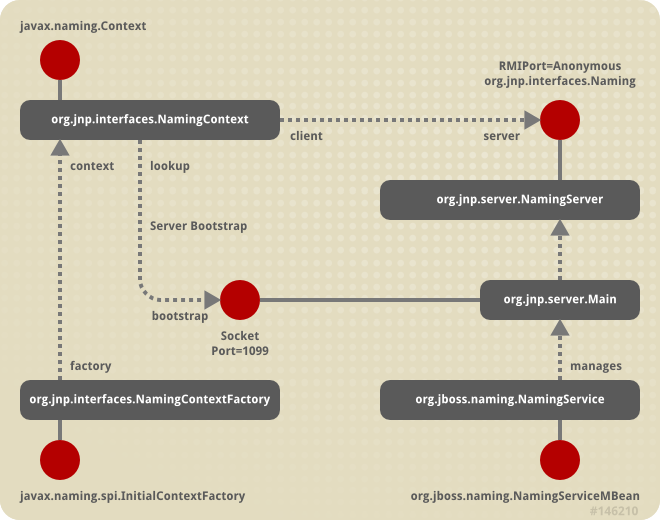 javax.naming.Context
RMIPort=Anonymous
org.jnp.interfaces.Naming
org.jnp.interfaces.NamingContext
client
server
context
lookup
org.jnp.server.NamingServer
Server Bootstrap
org.jnp.server.Main
bootstrap
Socket
Port=1099
factory
manages
org.jnp.interfaces.NamingContextFactory
org.jboss.naming.NamingService
javax.naming.spi.InitialContextFactory
org.jboss.naming.NamingServiceMBean
#146210